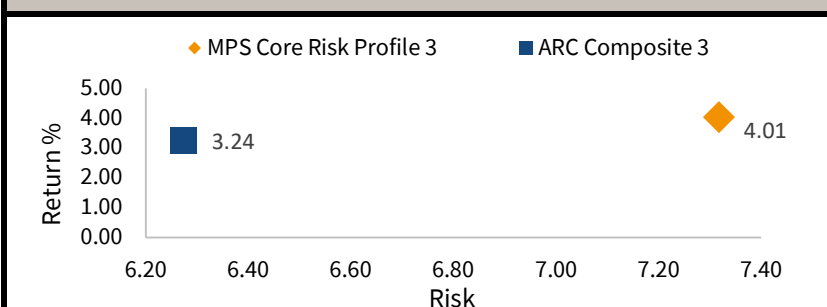 MPS Core Risk Profile 3 ARC Composite 3
5.00
4.00
3.00
2.00
1.00
0.00
Return %
3.24
4.01
6.20 6.40 6.60 6.80 7.00 7.20 7.40
Risk